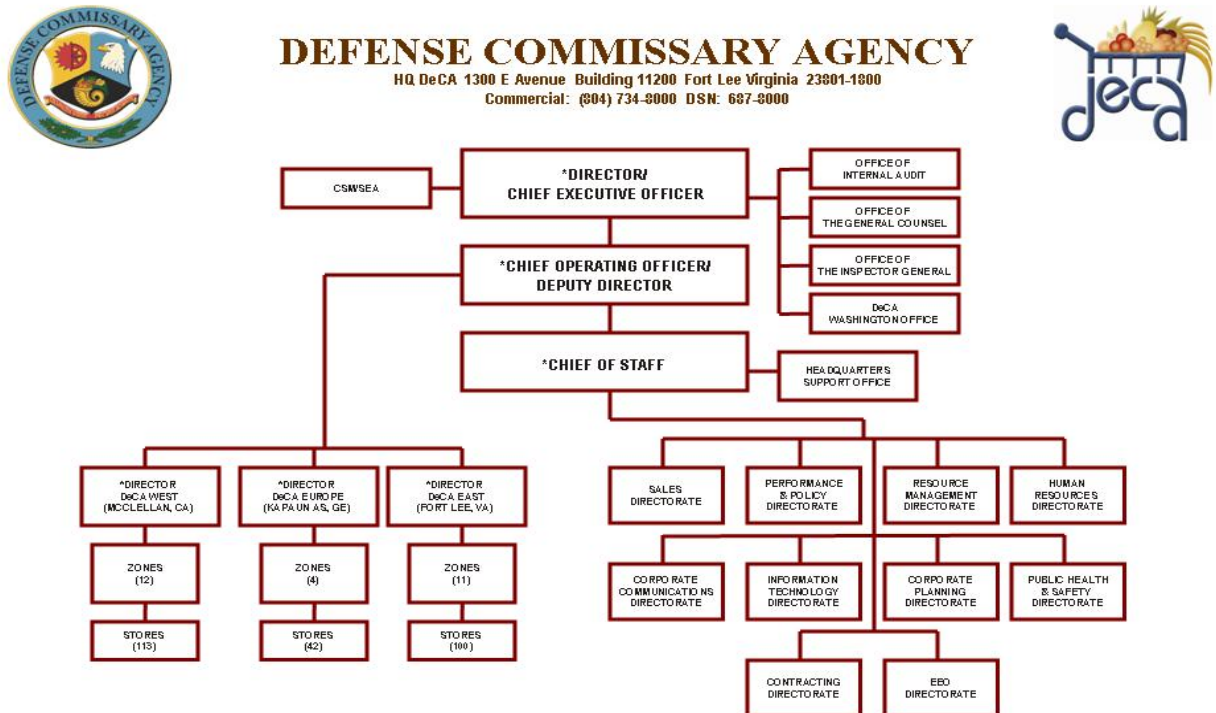 DEFENSE COMMISSARY AGENCY
DEFENSE COMMISSARY AGENCY
HQ DeCA 1300 E Avenue Building 11200 Fort Lee Virginia 23801-1800
Commercial: (804) 734-8000 DSN: 687-8000
deca
*DIRECTOR/
CHIEF EXECUTIVE OFFICER
CSM/SEA
OFFICE OF
INTERNAL AUDIT
OFFICE OF
THE GENERAL COUNSEL
OFFICE OF
THE INSPECTOR GENERAL
DeCA
WASHINGTON OFFICE
*CHIEF OPERATING OFFICER/
DEPUTY DIRECTOR
*CHIEF OF STAFF
HEADQUARTERS
SUPPORT OFFICE
*DIRECTOR
DeCA WEST
(MCCLELLAN, CA)
*DIRECTOR
DeCA EUROPE
(KAPAUN AS, GE)
*DIRECTOR
DeCA EAST
(FORT LEE, VA)
ZONES
(12)
ZONES
(4)
ZONES
(11)
STORES
(113)
STORES
(42)
STORES
(100)
SALES
DIRECTORATE
PERFORMANCE
& POLICY
DIRECTORATE
RESOURCE
MANAGEMENT
DIRECTORATE
HUMAN
RESOURCES
DIRECTORATE
CORPORATE
COMMUNICATIONS
DIRECTORATE
INFORMATION
TECHNOLOGY
DIRECTORATE
CORPORATE
PLANNING
DIRECTORATE
PUBLIC HEALTH
& SAFETY
DIRECTORATE
CONTRACTING
DIRECTORATE
EEO
DIRECTORATE